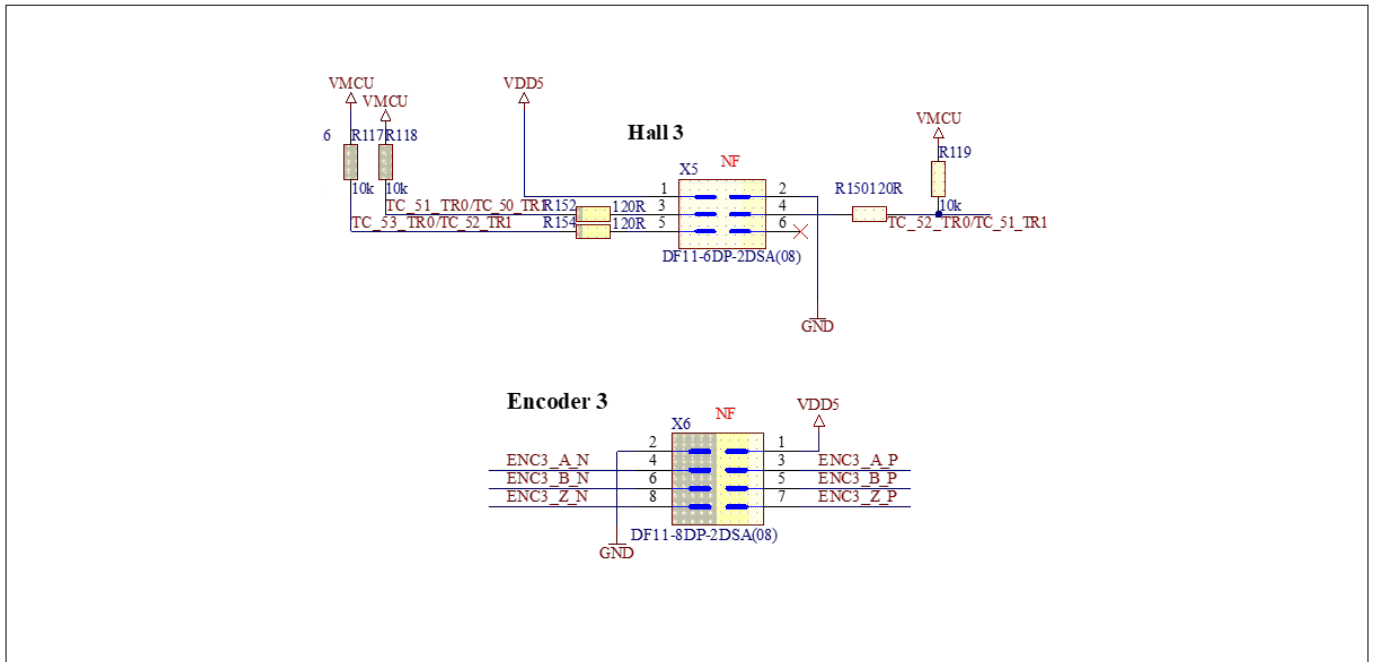 VMCU
VMCU
VDD5
Hall 3
VMCU
6
R117
R118
R119
X5
NF
10k
10k
1
2
R150
120R
10k
TC_51_TR0/TC_50_TR1
R152
120R
3
4
TC_53_TR0/TC_52_TR1
R154
120R
5
6
TC_52_TR0/TC_51_TR1
DF11-6DP-2DSA(08)
GND
Encoder 3
NF
VDD5
X6
2
1
ENC3_A_N
4
3
ENC3_A_P
ENC3_B_N
6
5
ENC3_B_P
ENC3_Z_N
8
7
ENC3_Z_P
DF11-8DP-2DSA(08)
GND